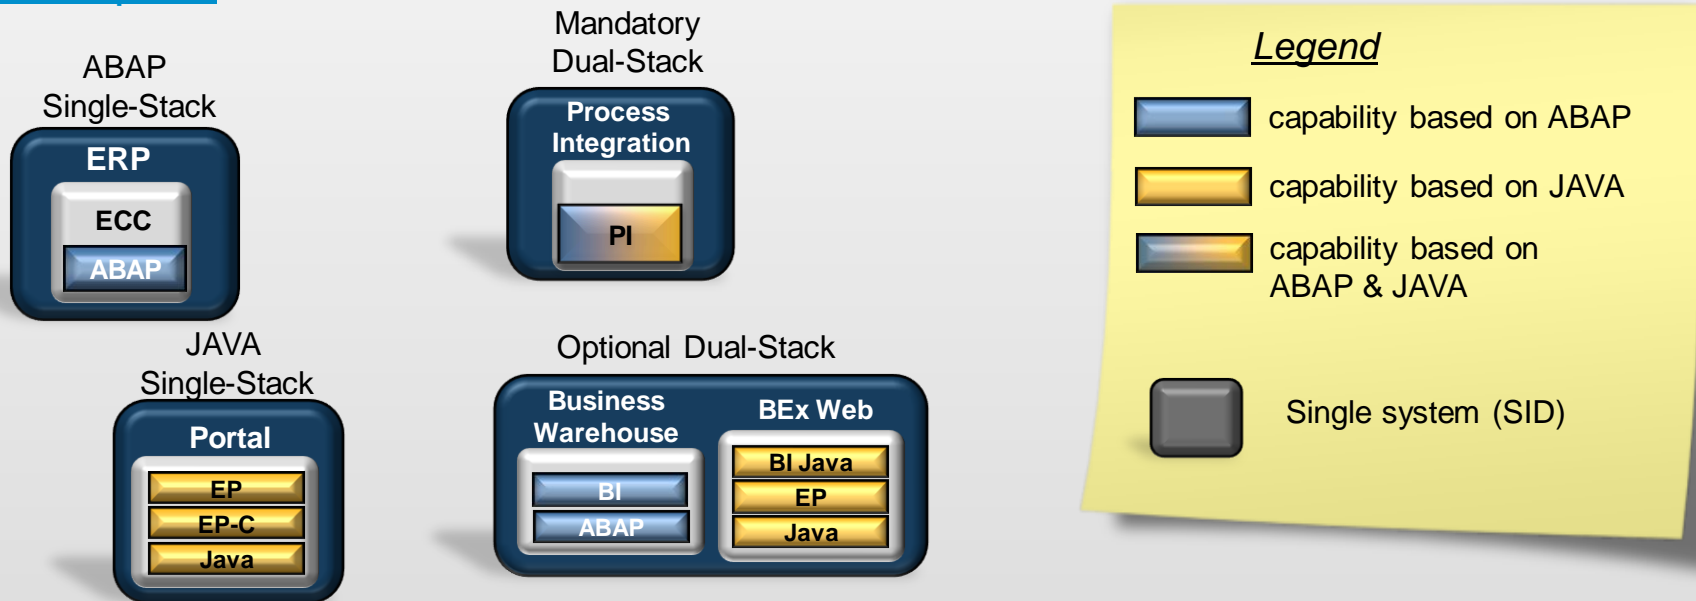 ABAP
Single-Stack
ERP
ECC
ABAP
Mandatory
Dual-Stack
Process
Integration
PI
JAVA
Single-Stack
Portal
EP
EP-C
Java
Optional Dual-Stack
Business
Warehouse
BI
ABAP
BEx Web
BI Java
EP
Java
Legend
capability based on ABAP
capability based on JAVA
capability based on
ABAP & JAVA
Single system (SID)